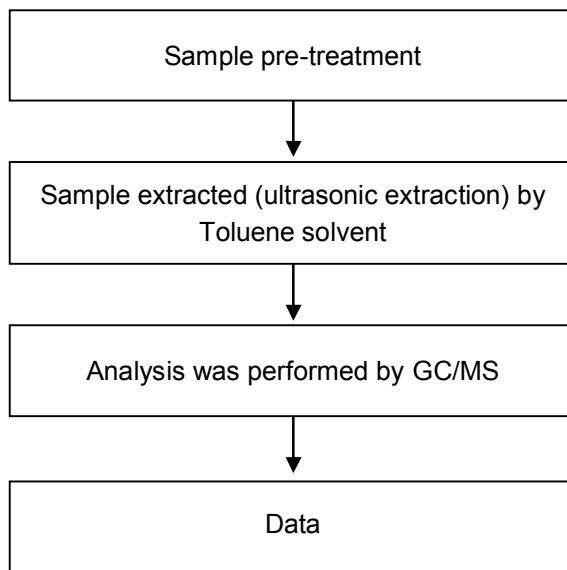 Sample pre-treatment
Sample extracted (ultrasonic extraction) by
Toluene solvent
Analysis was performed by GC/MS
Data